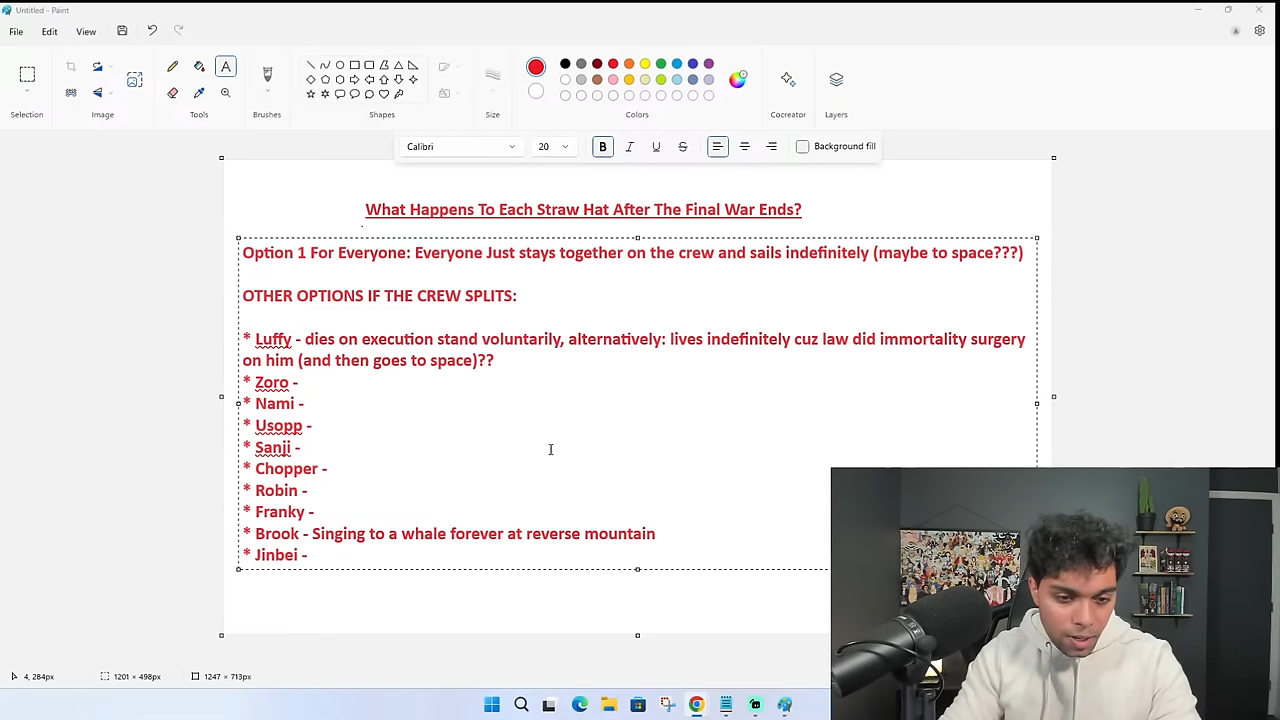 Untitled - Paint
File Edit View
Selection Image Tools Brushes Shapes Size Colors Cocreator Layers
Calibri 20 B I U S Background fill
What Happens To Each Straw Hat After The Final War Ends?
Option 1 For Everyone: Everyone Just stays together on the crew and sails indefinitely (maybe to space???)
OTHER OPTIONS IF THE CREW SPLITS:
* Luffy - dies on execution stand voluntarily, alternatively: lives indefinitely cuz law did immortality surgery
on him (and then goes to space)??
* Zoro -
* Nami -
* Usopp -
* Sanji -
* Chopper -
* Robin -
* Franky -
* Brook - Singing to a whale forever at reverse mountain
* Jinbei -
4, 284px 1201 × 498px 1247 × 713px